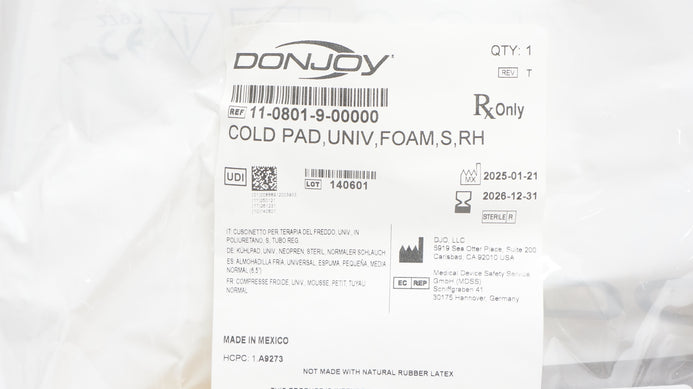 DONJOY
QTY: 1
REV T
REF 11-0801-9-00000
Rx Only
COLD PAD,UNIV,FOAM,S,RH
UDI
LOT 140601
MX 2025-01-21
2026-12-31
STERILE R
IT: CUSCINETTO PER TERAPIA DEL FREDDO, UNIV., IN
POLIURETANO, S, TUBO REG.
DE: KÜHLPAD, UNIV, NEOPREN, STERIL, NORMALER SCHLAUCH
ES: ALMOHADILLA FRÍA, UNIVERSAL, ESPUMA, PEQUEÑA, MEDIA
NORMAL (6,5')
FR: COMPRESSE FROIDE, UNIV., MOUSSE, PETIT, TUYAU
NORMAL
DJO, LLC
5919 Sea Otter Place, Suite 200
Carlsbad, CA 92010 USA
EC REP
Medical Device Safety Service
GmbH (MDSS)
Schiffgraben 41
30175 Hannover, Germany
MADE IN MEXICO
HCPC: 1.A9273
NOT MADE WITH NATURAL RUBBER LATEX